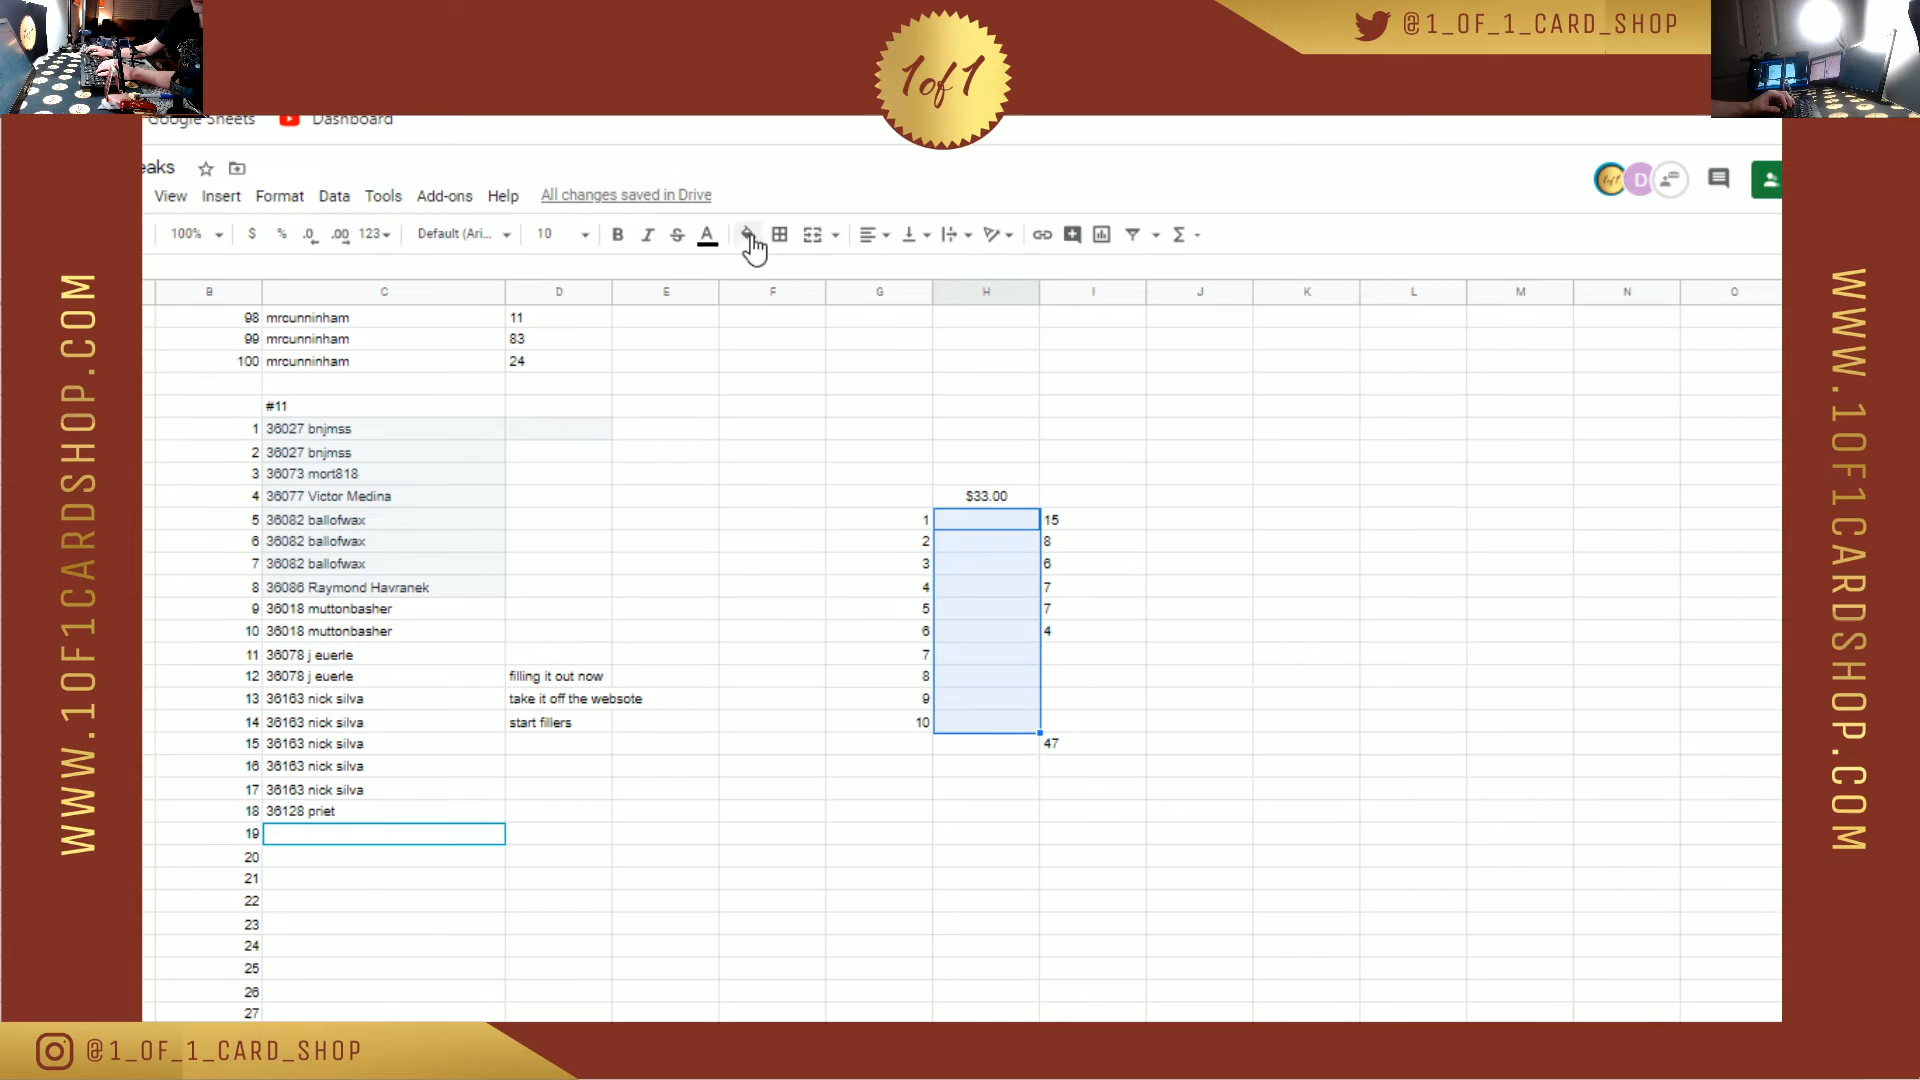 @1_OF_1_CARD_SHOP
1of1
Google Sheets Dashboard
eaks
View Insert Format Data Tools Add-ons Help All changes saved in Drive
D
100% $ % .0 .00 123 Default (Ari... 10 B I S A
B C D E F G H I J K L M N O
98 mrcunninham 11
99 mrcunninham 83
100 mrcunninham 24
#11
1 36027 bnjmss
2 36027 bnjmss
3 36073 mort818
4 36077 Victor Medina $33.00
5 36082 ballofwax 1 15
6 36082 ballofwax 2 8
7 36082 ballofwax 3 6
8 36086 Raymond Havranek 4 7
9 36018 muttonbasher 5 7
10 36018 muttonbasher 6 4
11 36078 j euerle 7
12 36078 j euerle filling it out now 8
13 36163 nick silva take it off the websote 9
14 36163 nick silva start fillers 10
15 36163 nick silva 47
16 36163 nick silva
17 36163 nick silva
18 36128 priet
19
20
21
22
23
24
25
26
27
WWW.1OF1CARDSHOP.COM
WWW.1OF1CARDSHOP.COM
@1_OF_1_CARD_SHOP